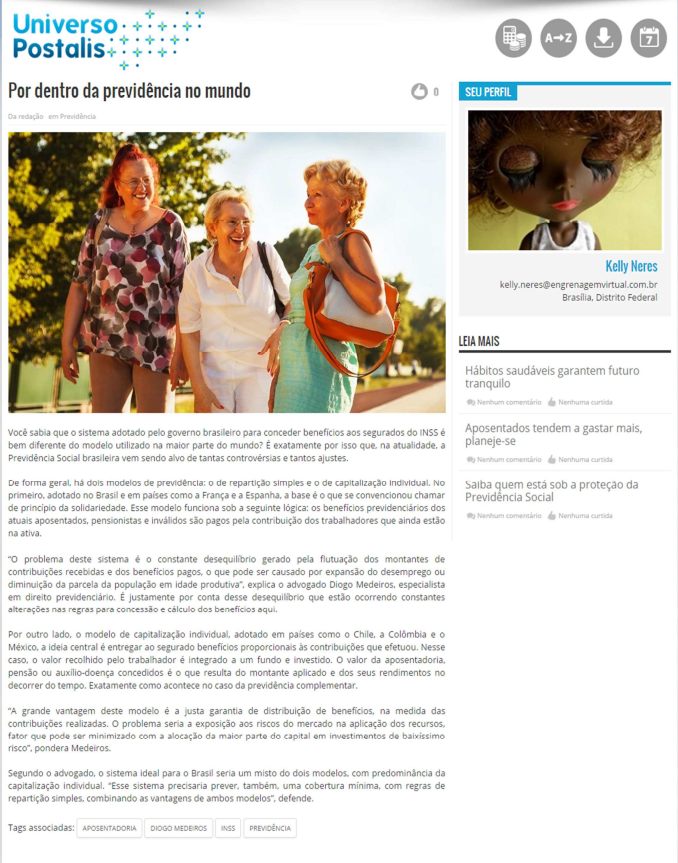 Universo
Postalis
A→Z
7
Por dentro da previdência no mundo
0
Da redação em Previdência
Você sabia que o sistema adotado pelo governo brasileiro para conceder benefícios aos segurados do INSS é
bem diferente do modelo utilizado na maior parte do mundo? É exatamente por isso que, na atualidade, a
Previdência Social brasileira vem sendo alvo de tantas controvérsias e tantos ajustes.
De forma geral, há dois modelos de previdência: o de repartição simples e o de capitalização individual. No
primeiro, adotado no Brasil e em países como a França e a Espanha, a base é o que se convencionou chamar
de princípio da solidariedade. Esse modelo funciona sob a seguinte lógica: os benefícios previdenciários dos
atuais aposentados, pensionistas e inválidos são pagos pela contribuição dos trabalhadores que ainda estão
na ativa.
“O problema deste sistema é o constante desequilíbrio gerado pela flutuação dos montantes de
contribuições recebidas e dos benefícios pagos, o que pode ser causado por expansão do desemprego ou
diminuição da parcela da população em idade produtiva”, explica o advogado Diogo Medeiros, especialista
em direito previdenciário. É justamente por conta desse desequilíbrio que estão ocorrendo constantes
alterações nas regras para concessão e cálculo dos benefícios aqui.
Por outro lado, o modelo de capitalização individual, adotado em países como o Chile, a Colômbia e o
México, a ideia central é entregar ao segurado benefícios proporcionais às contribuições que efetuou. Nesse
caso, o valor recolhido pelo trabalhador é integrado a um fundo e investido. O valor da aposentadoria,
pensão ou auxílio-doença concedidos é o que resulta do montante aplicado e dos seus rendimentos no
decorrer do tempo. Exatamente como acontece no caso da previdência complementar.
“A grande vantagem deste modelo é a justa garantia de distribuição de benefícios, na medida das
contribuições realizadas. O problema seria a exposição aos riscos do mercado na aplicação dos recursos,
fator que pode ser minimizado com a alocação da maior parte do capital em investimentos de baixíssimo
risco”, pondera Medeiros.
Segundo o advogado, o sistema ideal para o Brasil seria um misto do dois modelos, com predominância da
capitalização individual. “Esse sistema precisaria prever, também, uma cobertura mínima, com regras de
repartição simples, combinando as vantagens de ambos modelos”, defende.
Tags associadas: APOSENTADORIA DIOGO MEDEIROS INSS PREVIDÊNCIA
SEU PERFIL
Kelly Neres
kelly.neres@engrenagemvirtual.com.br
Brasília, Distrito Federal
LEIA MAIS
Hábitos saudáveis garantem futuro
tranquilo
Nenhum comentário Nenhuma curtida
Aposentados tendem a gastar mais,
planeje-se
Nenhum comentário Nenhuma curtida
Saiba quem está sob a proteção da
Previdência Social
Nenhum comentário Nenhuma curtida